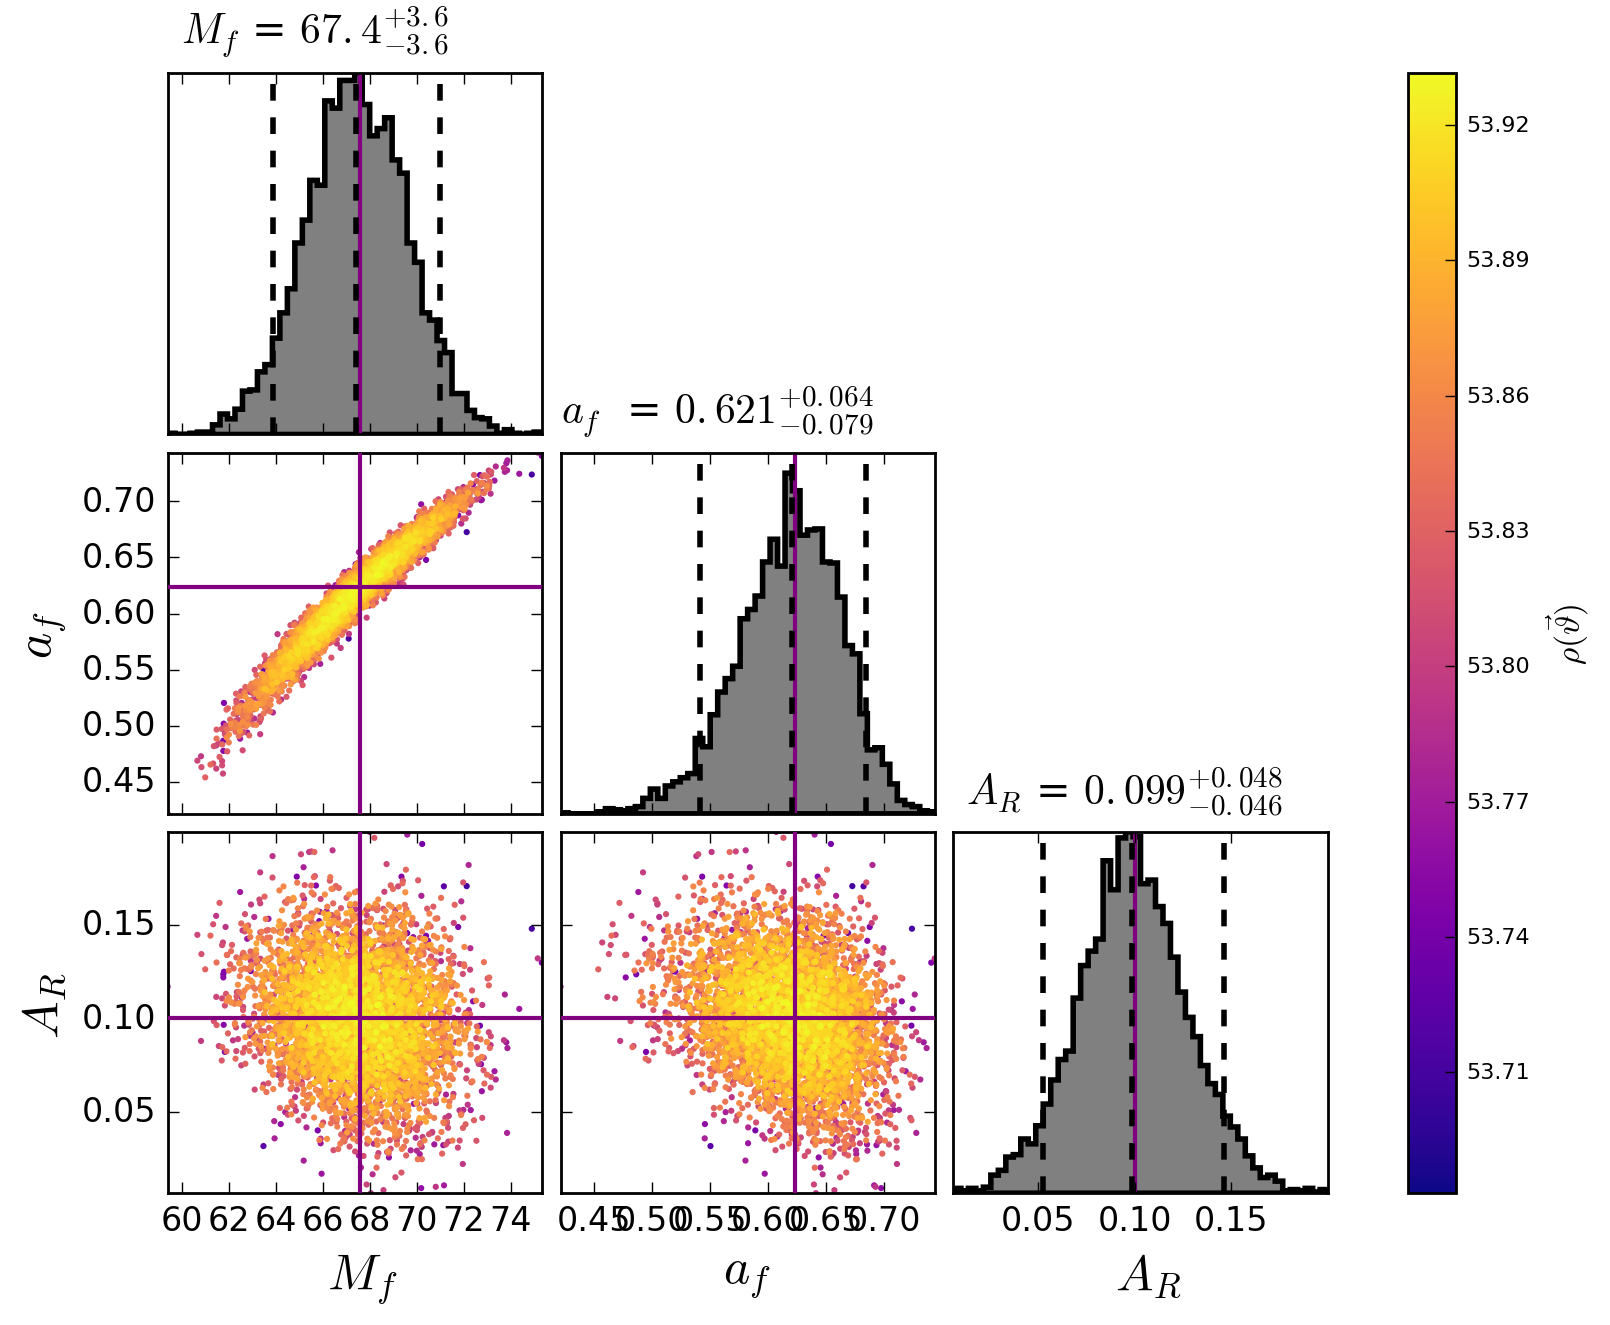 M_f = 67.4^{+3.6}_{-3.6}
53.92
53.89
53.86
53.83
53.80
53.77
53.74
53.71
ρ(ϑ⃗)
a_f = 0.621^{+0.064}_{-0.079}
0.70
0.65
0.60
0.55
0.50
0.45
a_f
A_R = 0.099^{+0.048}_{-0.046}
0.15
0.10
0.05
A_R
60 62 64 66 68 70 72 74
0.45 0.50 0.55 0.60 0.65 0.70
0.05 0.10 0.15
M_f
a_f
A_R